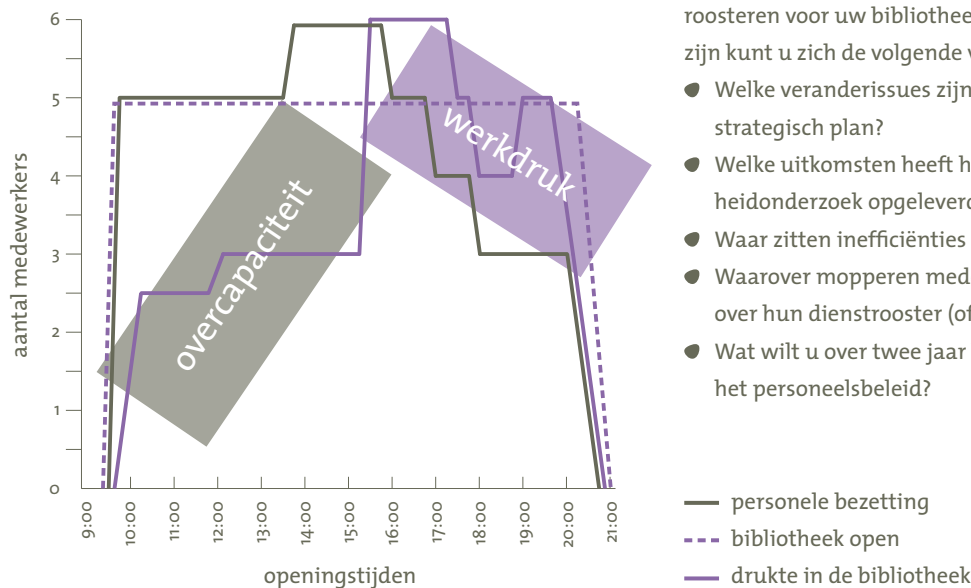 6
5
4
3
2
1
0
aantal medewerkers
overcapaciteit
werkdruk
9:00
10:00
11:00
12:00
13:00
14:00
15:00
16:00
17:00
18:00
19:00
20:00
21:00
openingstijden
roosteren voor uw bibliothee
zijn kunt u zich de volgende v
Welke veranderissues zijn
strategisch plan?
Welke uitkomsten heeft h
heidonderzoek opgeleverd
Waar zitten inefficiënties
Waarover mopperen med
over hun dienstrooster (of
Wat wilt u over twee jaar
het personeelsbeleid?
personele bezetting
bibliotheek open
drukte in de bibliotheek